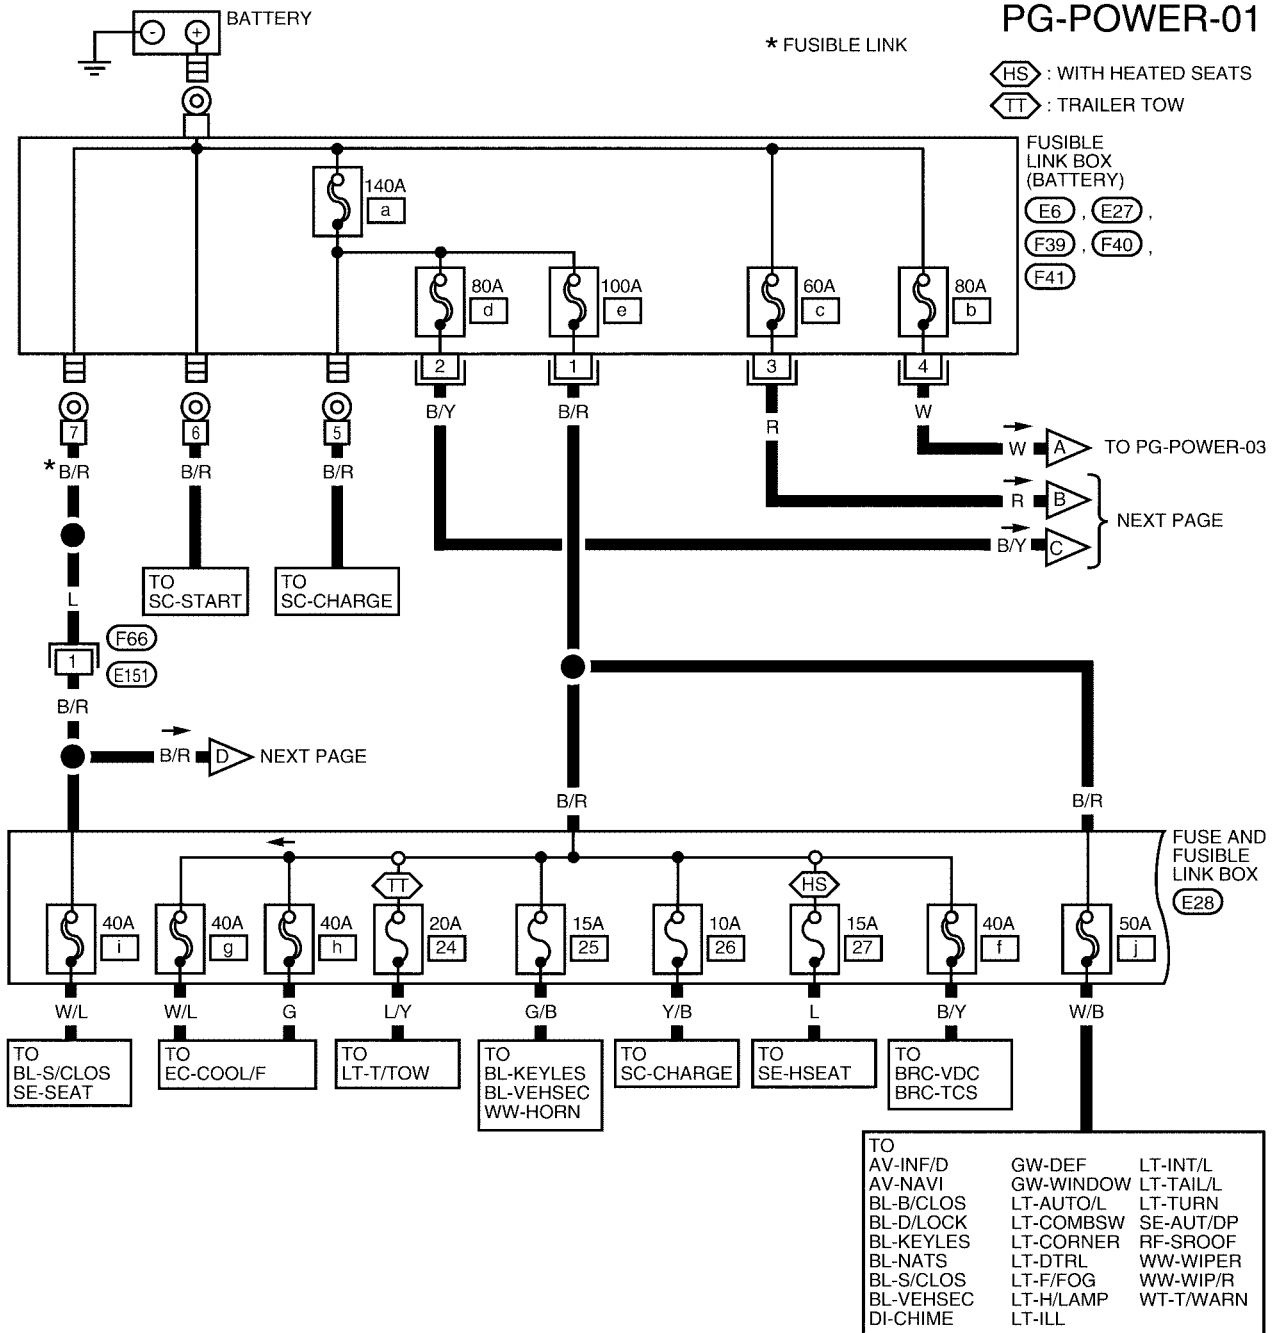 PG-POWER-01
BATTERY
- +
* FUSIBLE LINK
HS : WITH HEATED SEATS
TT : TRAILER TOW
FUSIBLE
LINK BOX
(BATTERY)
E6 , E27 ,
F39 , F40 ,
F41
140A
a
80A
d
100A
e
60A
c
80A
b
2 1 3 4
7 6 5
B/Y B/R R W
* B/R B/R B/R
W A TO PG-POWER-03
R B
NEXT PAGE
B/Y C
TO
SC-START
TO
SC-CHARGE
L
F66
1
E151
B/R
B/R D NEXT PAGE
B/R B/R
FUSE AND
FUSIBLE
LINK BOX
E28
TT HS
40A
i
40A
g
40A
h
20A
24
15A
25
10A
26
15A
27
40A
f
50A
j
W/L W/L G L/Y G/B Y/B L B/Y W/B
TO
BL-S/CLOS
SE-SEAT
TO
EC-COOL/F
TO
LT-T/TOW
TO
BL-KEYLES
BL-VEHSEC
WW-HORN
TO
SC-CHARGE
TO
SE-HSEAT
TO
BRC-VDC
BRC-TCS
TO
AV-INF/D GW-DEF LT-INT/L
AV-NAVI GW-WINDOW LT-TAIL/L
BL-B/CLOS LT-AUTO/L LT-TURN
BL-D/LOCK LT-COMBSW SE-AUT/DP
BL-KEYLES LT-CORNER RF-SROOF
BL-NATS LT-DTRL WW-WIPER
BL-S/CLOS LT-F/FOG WW-WIP/R
BL-VEHSEC LT-H/LAMP WT-T/WARN
DI-CHIME LT-ILL